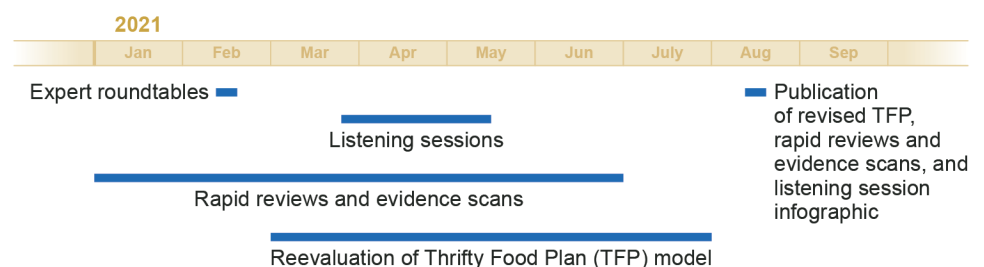 2021
Jan Feb Mar Apr May Jun July Aug Sep
Expert roundtables
Publication
of revised TFP,
rapid reviews and
evidence scans, and
listening session
infographic
Listening sessions
Rapid reviews and evidence scans
Reevaluation of Thrifty Food Plan (TFP) model